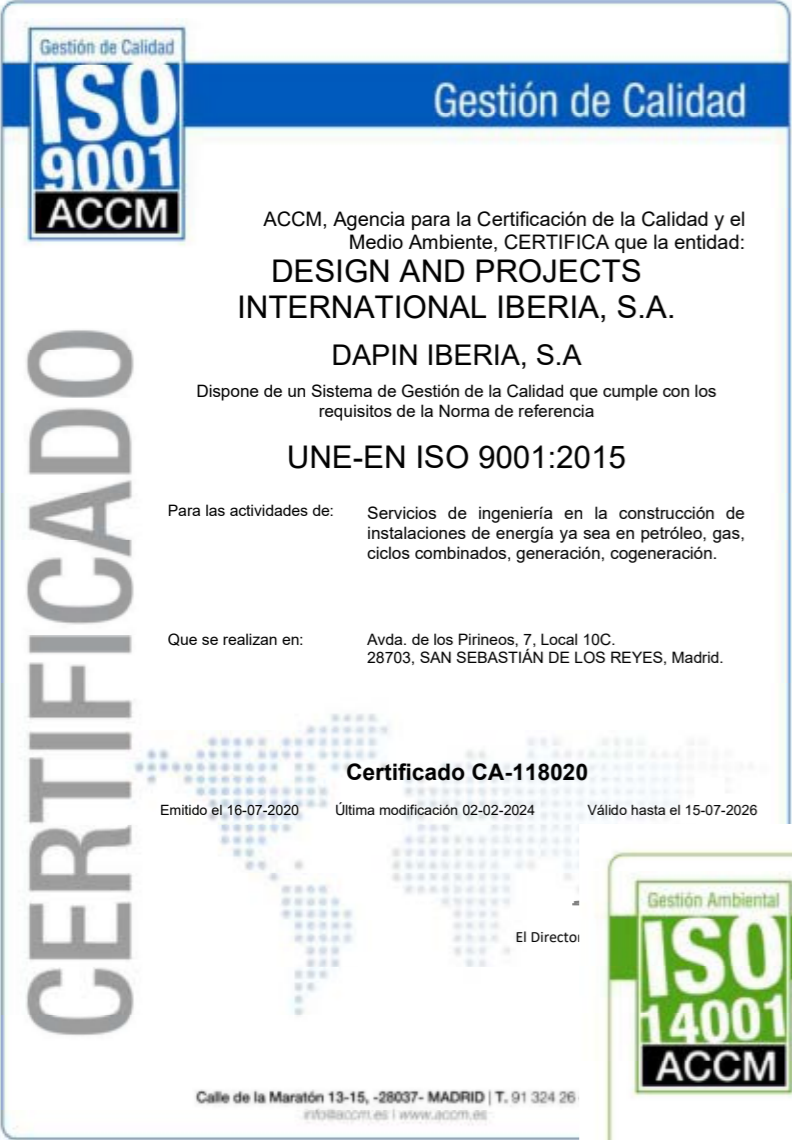 Gestión de Calidad
ISO
9001
ACCM
Gestión de Calidad
ACCM, Agencia para la Certificación de la Calidad y el
Medio Ambiente, CERTIFICA que la entidad:
DESIGN AND PROJECTS
INTERNATIONAL IBERIA, S.A.
DAPIN IBERIA, S.A
Dispone de un Sistema de Gestión de la Calidad que cumple con los
requisitos de la Norma de referencia
UNE-EN ISO 9001:2015
Para las actividades de:
Servicios de ingeniería en la construcción de
instalaciones de energía ya sea en petróleo, gas,
ciclos combinados, generación, cogeneración.
Que se realizan en:
Avda. de los Pirineos, 7, Local 10C.
28703, SAN SEBASTIÁN DE LOS REYES, Madrid.
CERTIFICADO
Certificado CA-118020
Emitido el 16-07-2020 Última modificación 02-02-2024 Válido hasta el 15-07-2026
El Director
Calle de la Maratón 13-15, -28037- MADRID | T. 91 324 26
info@accm.es | www.accm.es
Gestión Ambiental
ISO
14001
ACCM